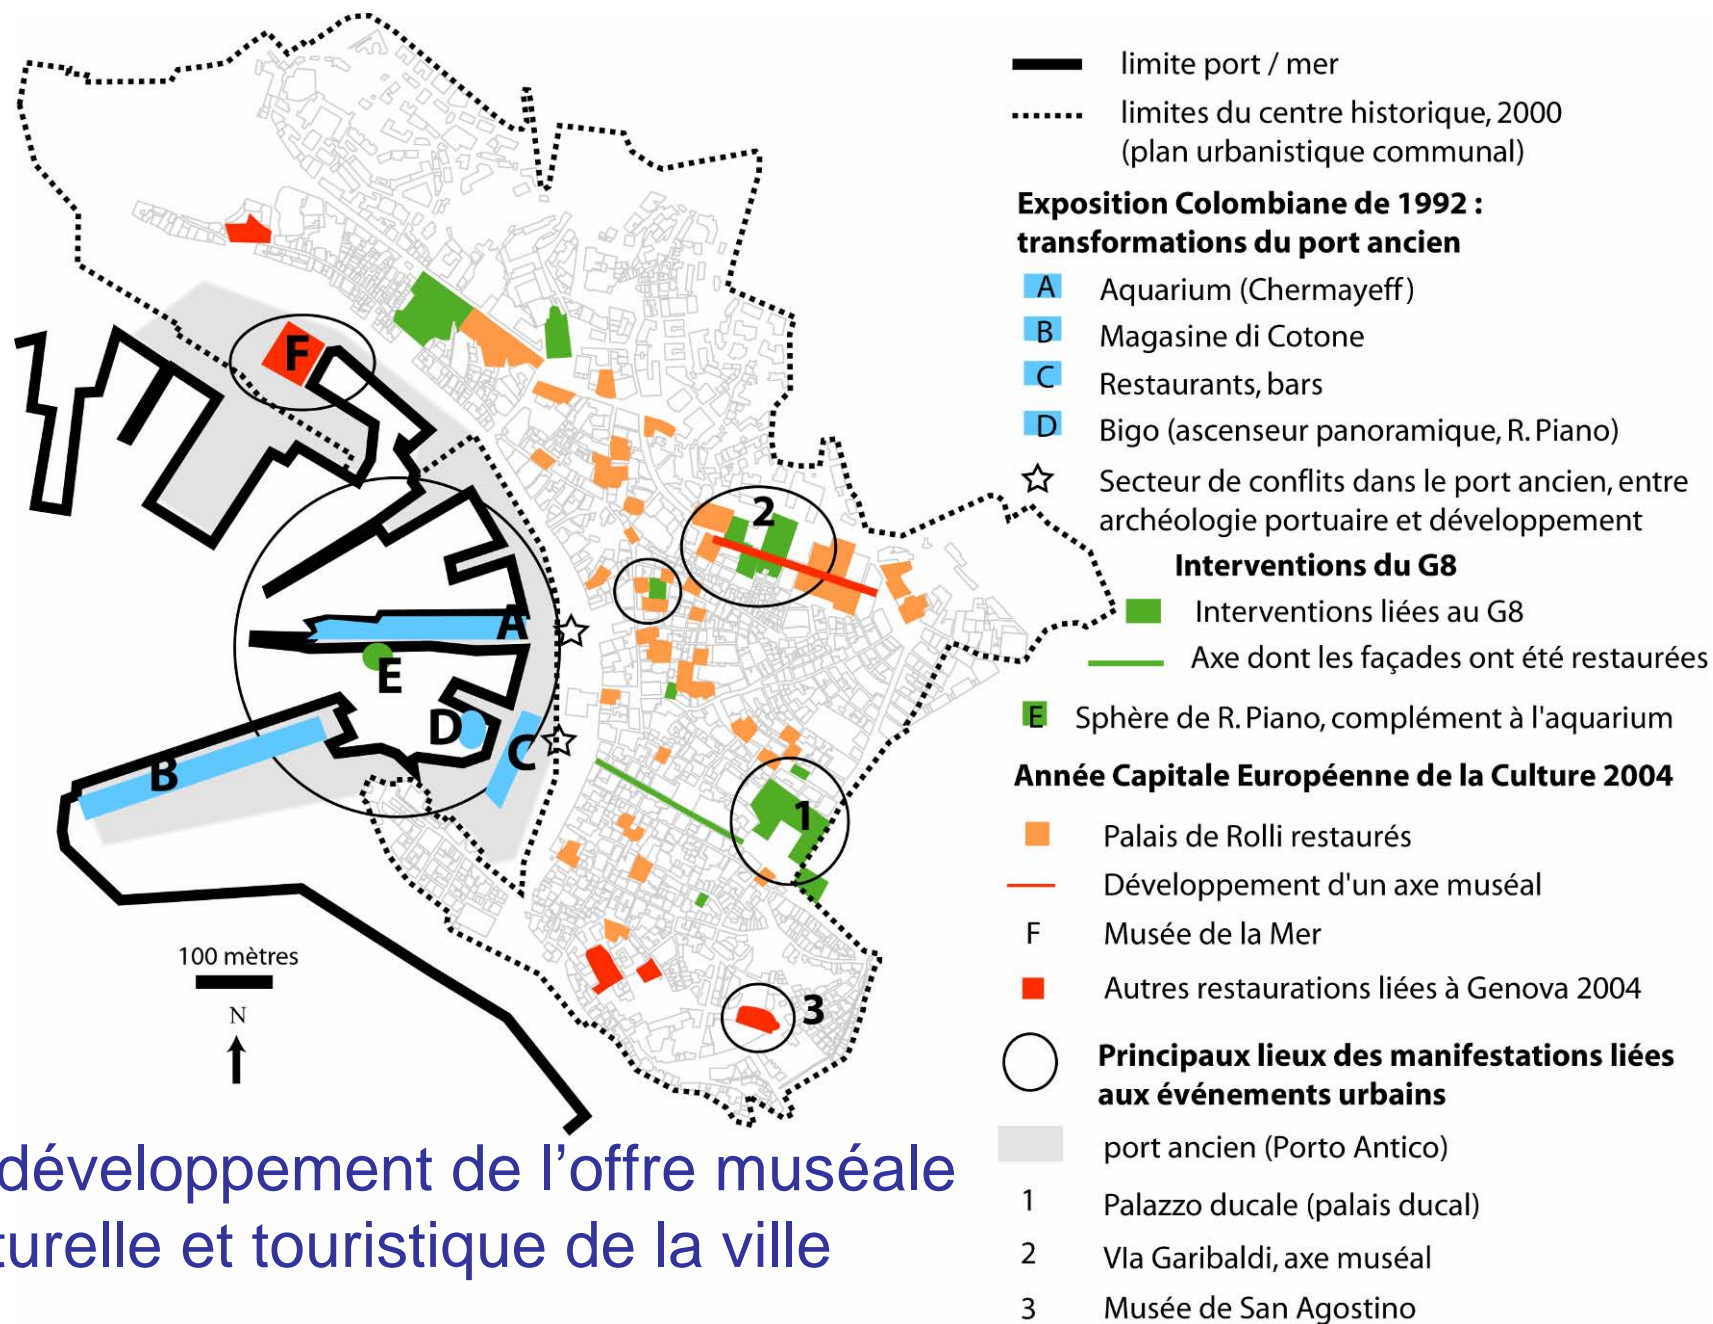 F
2
A
E
D
C
B
1
3
100 mètres
N
développement de l'offre muséale
turelle et touristique de la ville
limite port / mer
limites du centre historique, 2000
(plan urbanistique communal)
Exposition Colombiane de 1992 :
transformations du port ancien
A Aquarium (Chermayeff)
B Magasine di Cotone
C Restaurants, bars
D Bigo (ascenseur panoramique, R. Piano)
Secteur de conflits dans le port ancien, entre
archéologie portuaire et développement
Interventions du G8
Interventions liées au G8
Axe dont les façades ont été restaurées
E Sphère de R. Piano, complément à l'aquarium
Année Capitale Européenne de la Culture 2004
Palais de Rolli restaurés
Développement d'un axe muséal
F Musée de la Mer
Autres restaurations liées à Genova 2004
Principaux lieux des manifestations liées
aux événements urbains
port ancien (Porto Antico)
1 Palazzo ducale (palais ducal)
2 VIa Garibaldi, axe muséal
3 Musée de San Agostino